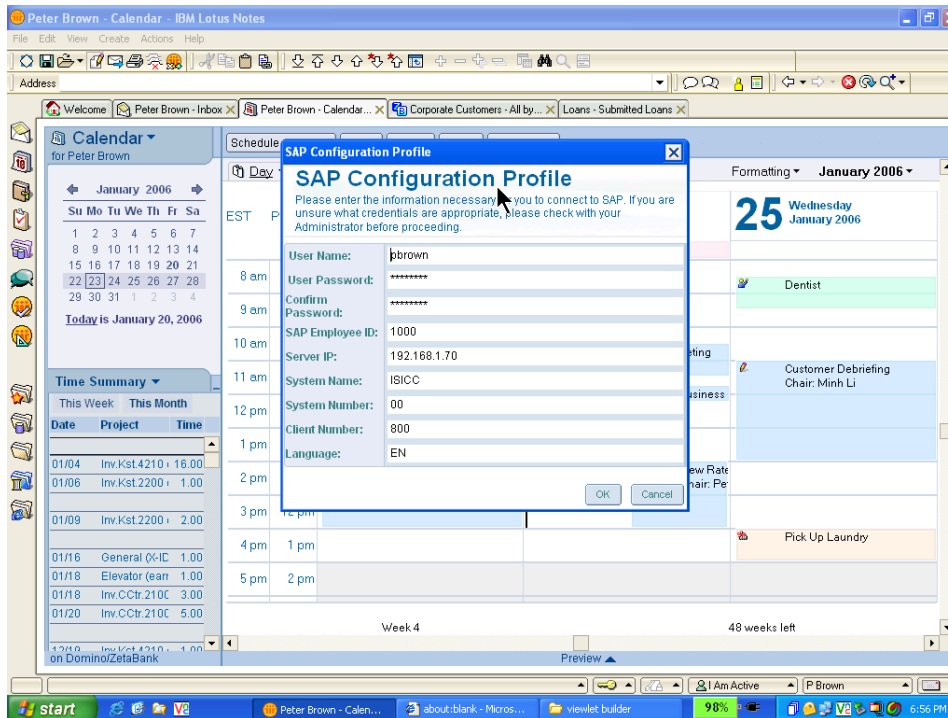 Peter Brown - Calendar - IBM Lotus Notes
File Edit View Create Actions Help
Address
Welcome Peter Brown - Inbox Peter Brown - Calendar... Corporate Customers - All by... Loans - Submitted Loans
Calendar
for Peter Brown
January 2006
Su Mo Tu We Th Fr Sa
1 2 3 4 5 6 7
8 9 10 11 12 13 14
15 16 17 18 19 20 21
22 23 24 25 26 27 28
29 30 31 1 2 3 4
Today is January 20, 2006
Time Summary
This Week This Month
Date Project Time
01/04 Inv.Kst.4210 16.00
01/06 Inv.Kst.2200 1.00
01/09 Inv.Kst.2200 2.00
01/16 General (X-ID 1.00
01/18 Elevator (earr 1.00
01/18 Inv.CCtr.210 3.00
01/20 Inv.CCtr.210 5.00
on Domino/ZetaBank
Schedule
Day
Formatting January 2006
EST P
25 Wednesday
January 2006
8 am
9 am
10 am
11 am
12 pm
1 pm
2 pm
3 pm 12 pm
4 pm 1 pm
5 pm 2 pm
Dentist
eting
Customer Debriefing
Chair: Minh Li
usiness
ew Rate
hair: Pe
Pick Up Laundry
Week 4
48 weeks left
Preview
SAP Configuration Profile
SAP Configuration Profile
Please enter the information necessary you to connect to SAP. If you are
unsure what credentials are appropriate, please check with your
Administrator before proceeding.
User Name: pbrown
User Password: ********
Confirm
Password: ********
SAP Employee ID: 1000
Server IP: 192.168.1.70
System Name: ISICC
System Number: 00
Client Number: 800
Language: EN
OK Cancel
I Am Active P Brown
start Peter Brown - Calen... about:blank - Micros... viewlet builder 98% 6:56 PM